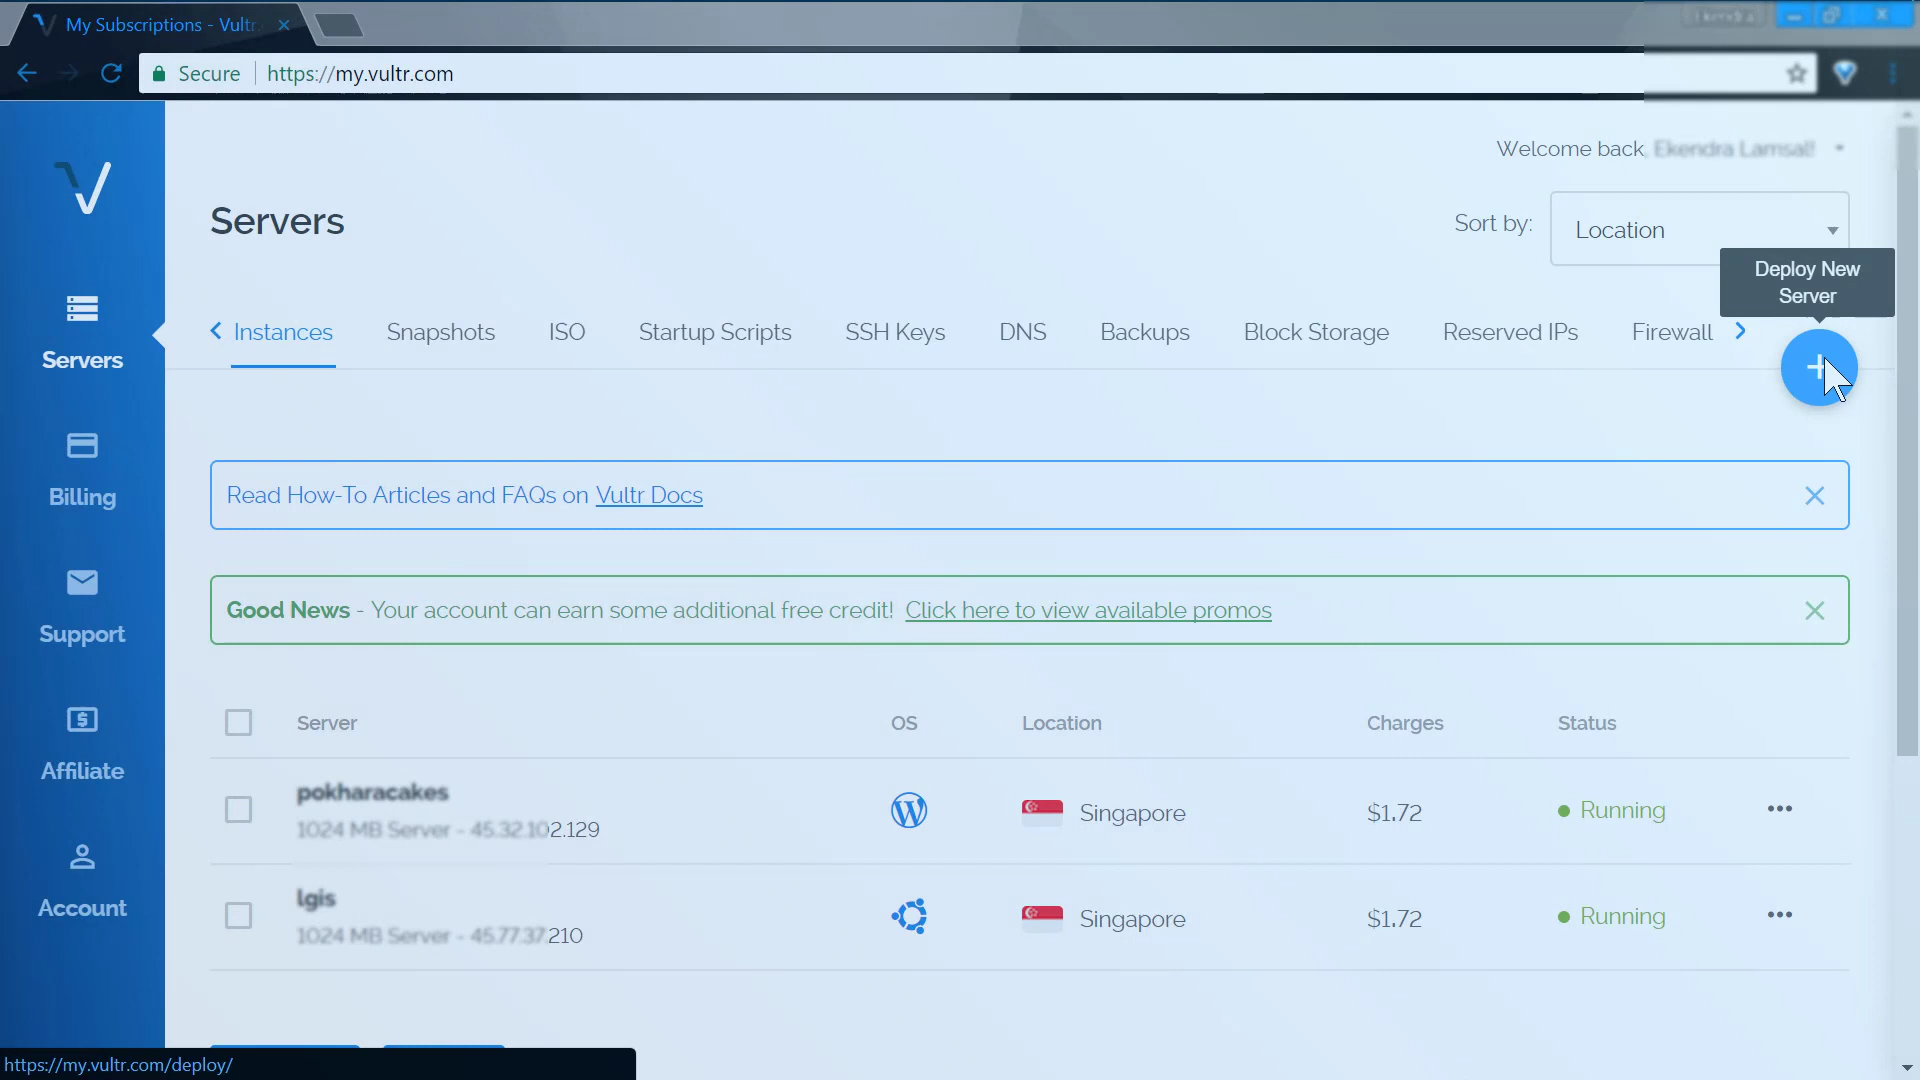 My Subscriptions - Vultr
Secure https://my.vultr.com
Welcome back, Ekendra Lamsal!
Servers
Sort by: Location
Deploy New
Server
Instances Snapshots ISO Startup Scripts SSH Keys DNS Backups Block Storage Reserved IPs Firewall
Servers
Billing
Support
Affiliate
Account
Read How-To Articles and FAQs on Vultr Docs
Good News - Your account can earn some additional free credit! Click here to view available promos
Server OS Location Charges Status
pokharacakes
1024 MB Server - 45.32.102.129
Singapore $1.72 Running
lgis
1024 MB Server - 45.77.37.210
Singapore $1.72 Running
https://my.vultr.com/deploy/